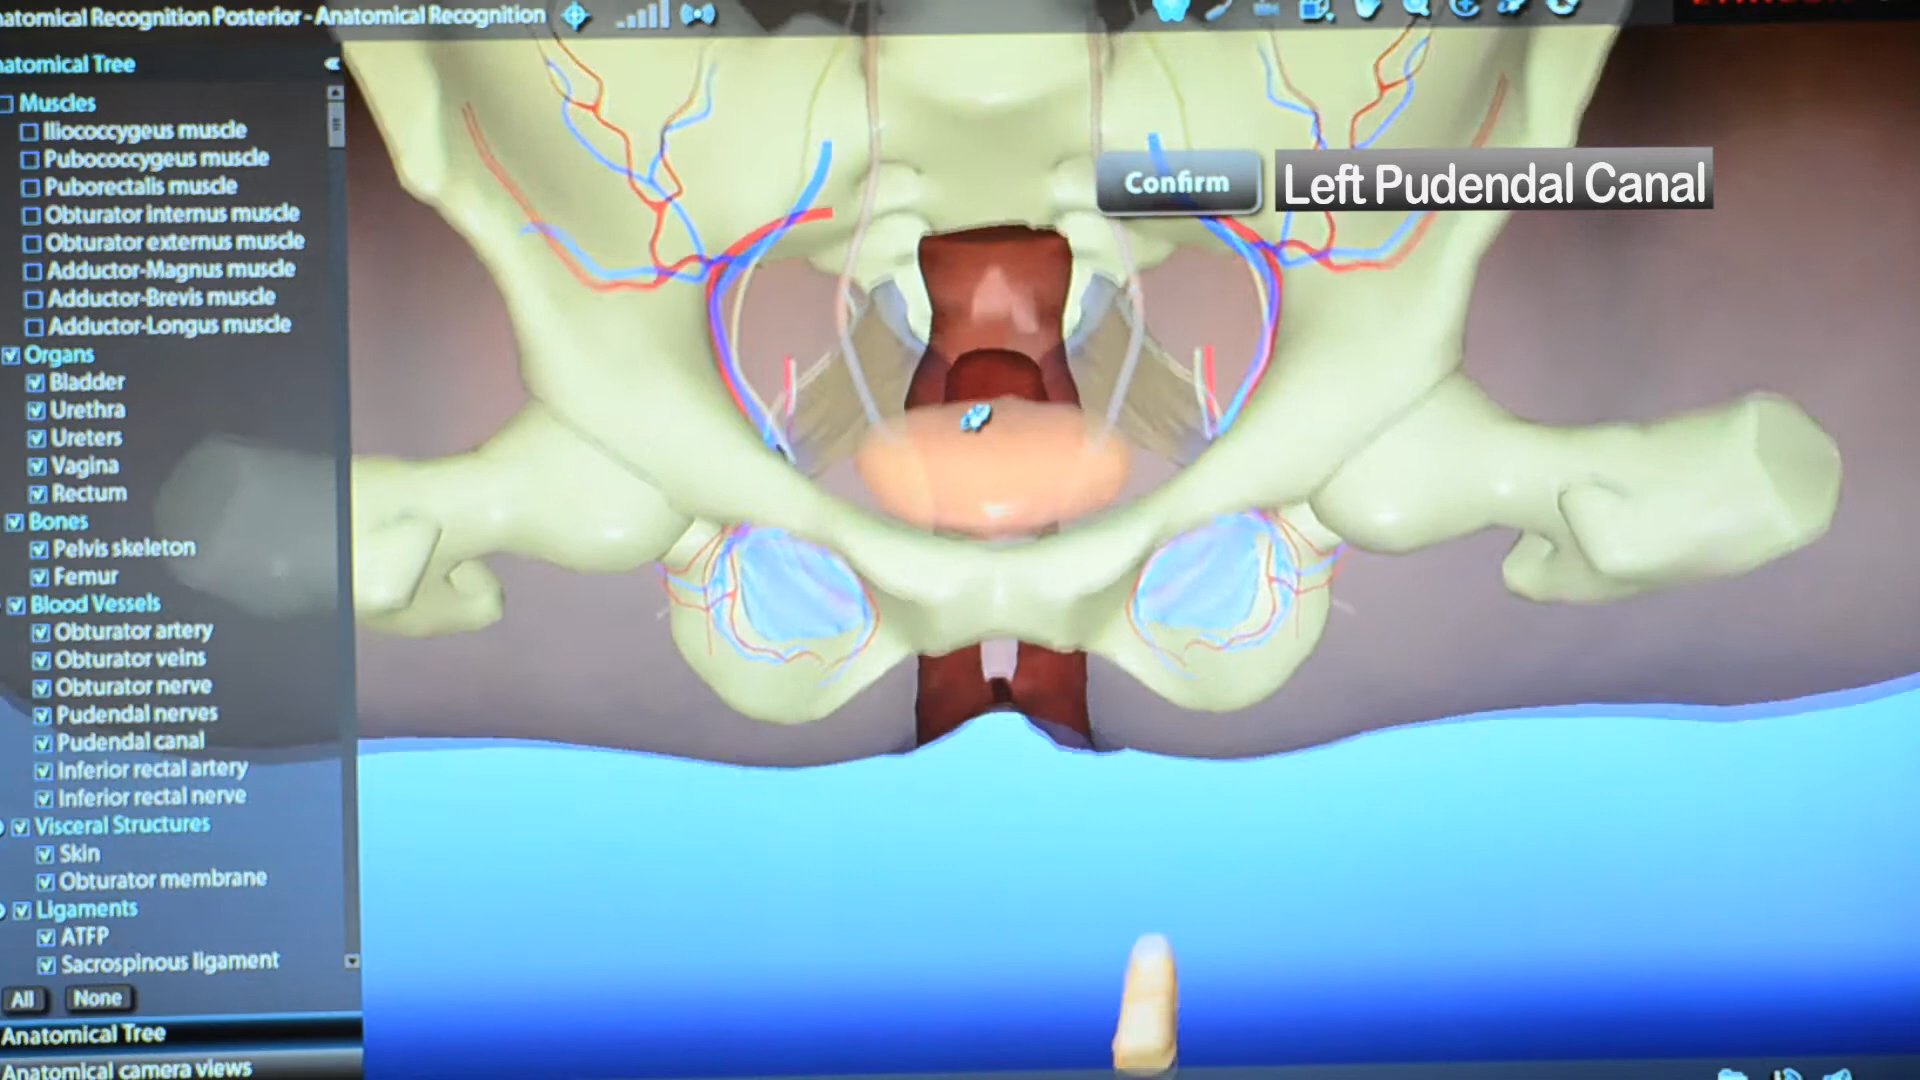 atomical Recognition Posterior - Anatomical Recognition
natomical Tree
Muscles
Iliococcygeus muscle
Pubococcygeus muscle
Puborectalis muscle
Obturator internus muscle
Obturator externus muscle
Adductor-Magnus muscle
Adductor-Brevis muscle
Adductor-Longus muscle
Organs
Bladder
Urethra
Ureters
Vagina
Rectum
Bones
Pelvis skeleton
Femur
Blood Vessels
Obturator artery
Obturator veins
Obturator nerve
Pudendal nerves
Pudendal canal
Inferior rectal artery
Inferior rectal nerve
Visceral Structures
Skin
Obturator membrane
Ligaments
ATFP
Sacrospinous ligament
All None
Anatomical Tree
Anatomical camera views
Confirm
Left Pudendal Canal